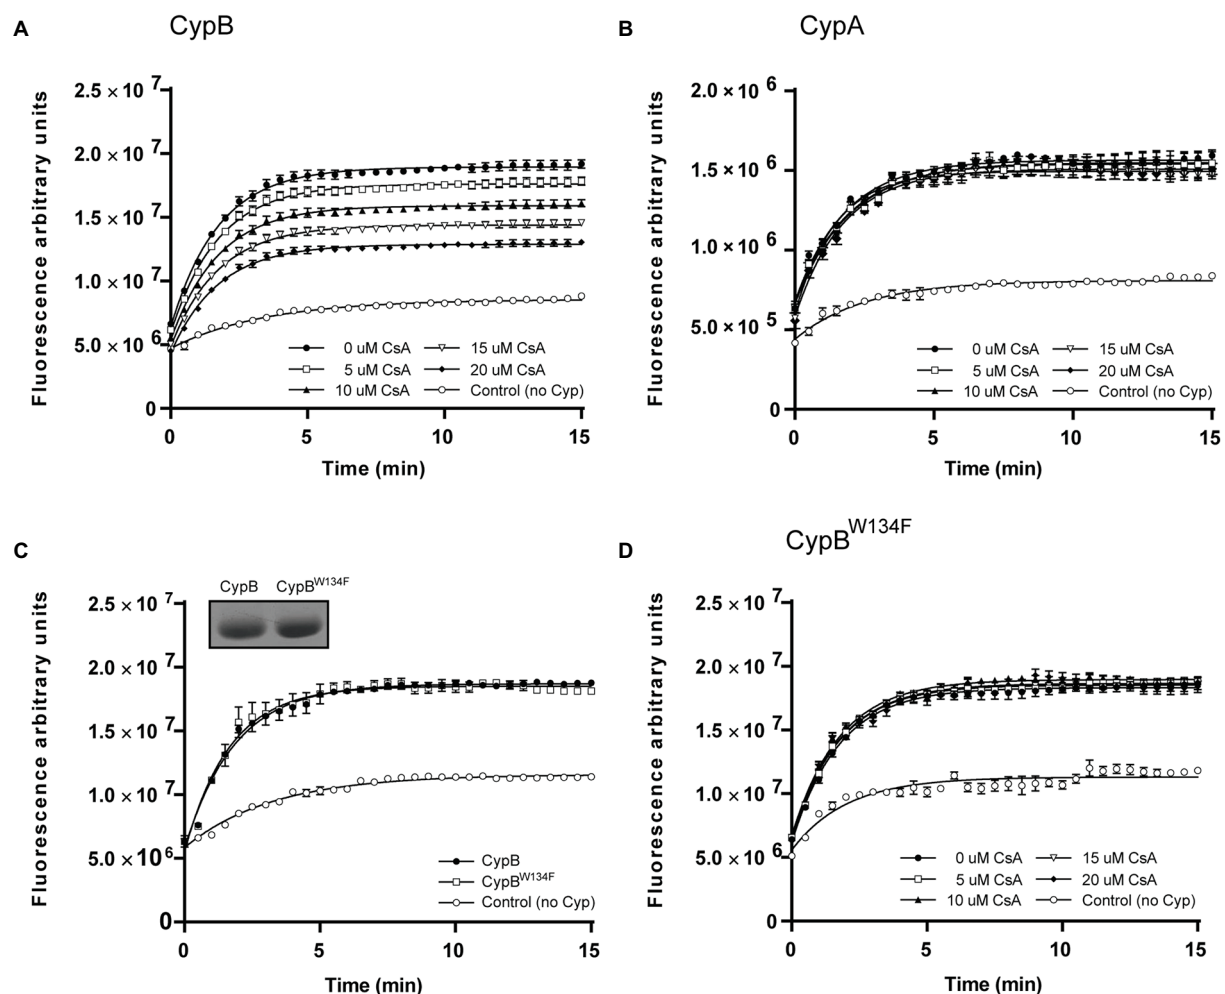 A
CypB
Fluorescence arbitrary units
2.5 × 10 7
2.0 × 10 7
1.5 × 10 7
1.0 × 10 7
5.0 × 10 6
0
0 5 10 15
Time (min)
0 uM CsA
15 uM CsA
5 uM CsA
20 uM CsA
10 uM CsA
Control (no Cyp)
B
CypA
Fluorescence arbitrary units
2.0 × 10 6
1.5 × 10 6
1.0 × 10 6
5.0 × 10 5
0
0 5 10 15
Time (min)
0 uM CsA
15 uM CsA
5 uM CsA
20 uM CsA
10 uM CsA
Control (no Cyp)
C
CypB CypBW134F
Fluorescence arbitrary units
2.5 × 10 7
2.0 × 10 7
1.5 × 10 7
1.0 × 10 7
5.0 × 10 6
0
0 5 10 15
Time (min)
CypB
CypBW134F
Control (no Cyp)
D
CypBW134F
Fluorescence arbitrary units
2.5 × 10 7
2.0 × 10 7
1.5 × 10 7
1.0 × 10 7
5.0 × 10 6
0
0 5 10 15
Time (min)
0 uM CsA
15 uM CsA
5 uM CsA
20 uM CsA
10 uM CsA
Control (no Cyp)